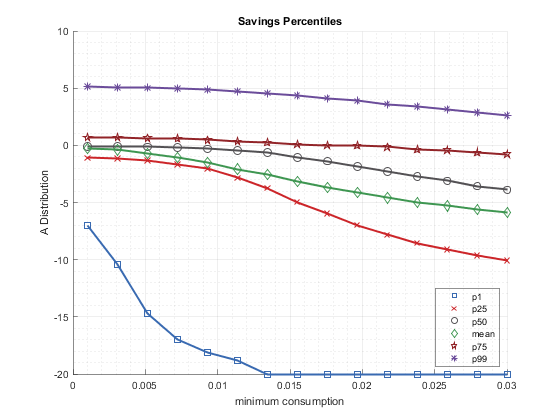 Savings Percentiles
10
5
0
-5
-10
-15
-20
A Distribution
0
0.005
0.01
0.015
0.02
0.025
0.03
minimum consumption
p1
p25
p50
mean
p75
p99